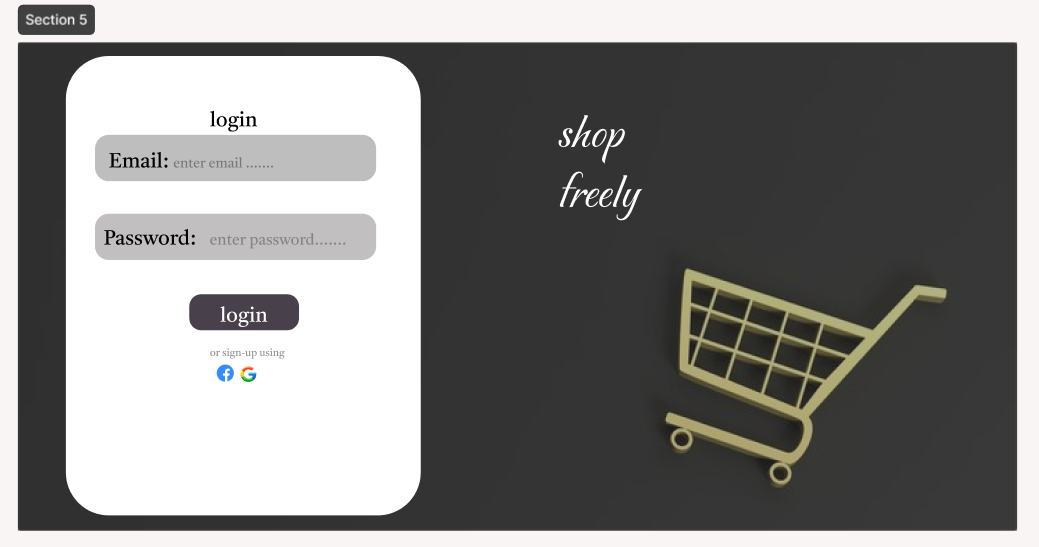 Section 5
login
Email: enter email .......
Password: enter password.......
login
or sign-up using
shop
freely